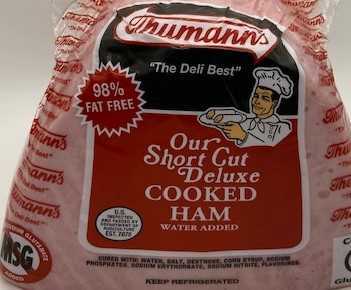 Thumann's
"The Deli Best"
98%
FAT FREE
Our
Short Cut
Deluxe
COOKED
HAM
WATER ADDED
U.S.
INSPECTED
AND PASSED BY
DEPARTMENT OF
AGRICULTURE
EST. 7875
MSG
ADDED
CURED WITH: WATER, SALT, DEXTROSE, CORN SYRUP, SODIUM
PHOSPHATES, SODIUM ERYTHORBATE, SODIUM NITRITE, FLAVORINGS.
KEEP REFRIGERATED